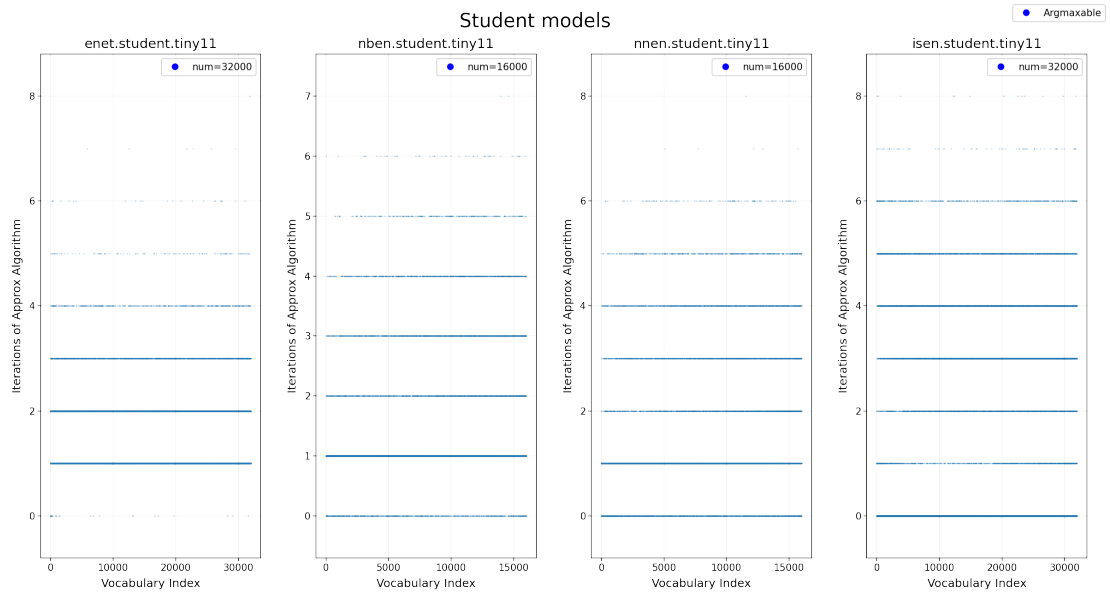 Student models
Argmaxable
enet.student.tiny11
num=32000
8
6
4
2
0
0 10000 20000 30000
Iterations of Approx Algorithm
Vocabulary Index
nben.student.tiny11
num=16000
7
6
5
4
3
2
1
0
0 5000 10000 15000
Iterations of Approx Algorithm
Vocabulary Index
nnen.student.tiny11
num=16000
8
6
4
2
0
0 5000 10000 15000
Iterations of Approx Algorithm
Vocabulary Index
isen.student.tiny11
num=32000
8
6
4
2
0
0 10000 20000 30000
Iterations of Approx Algorithm
Vocabulary Index